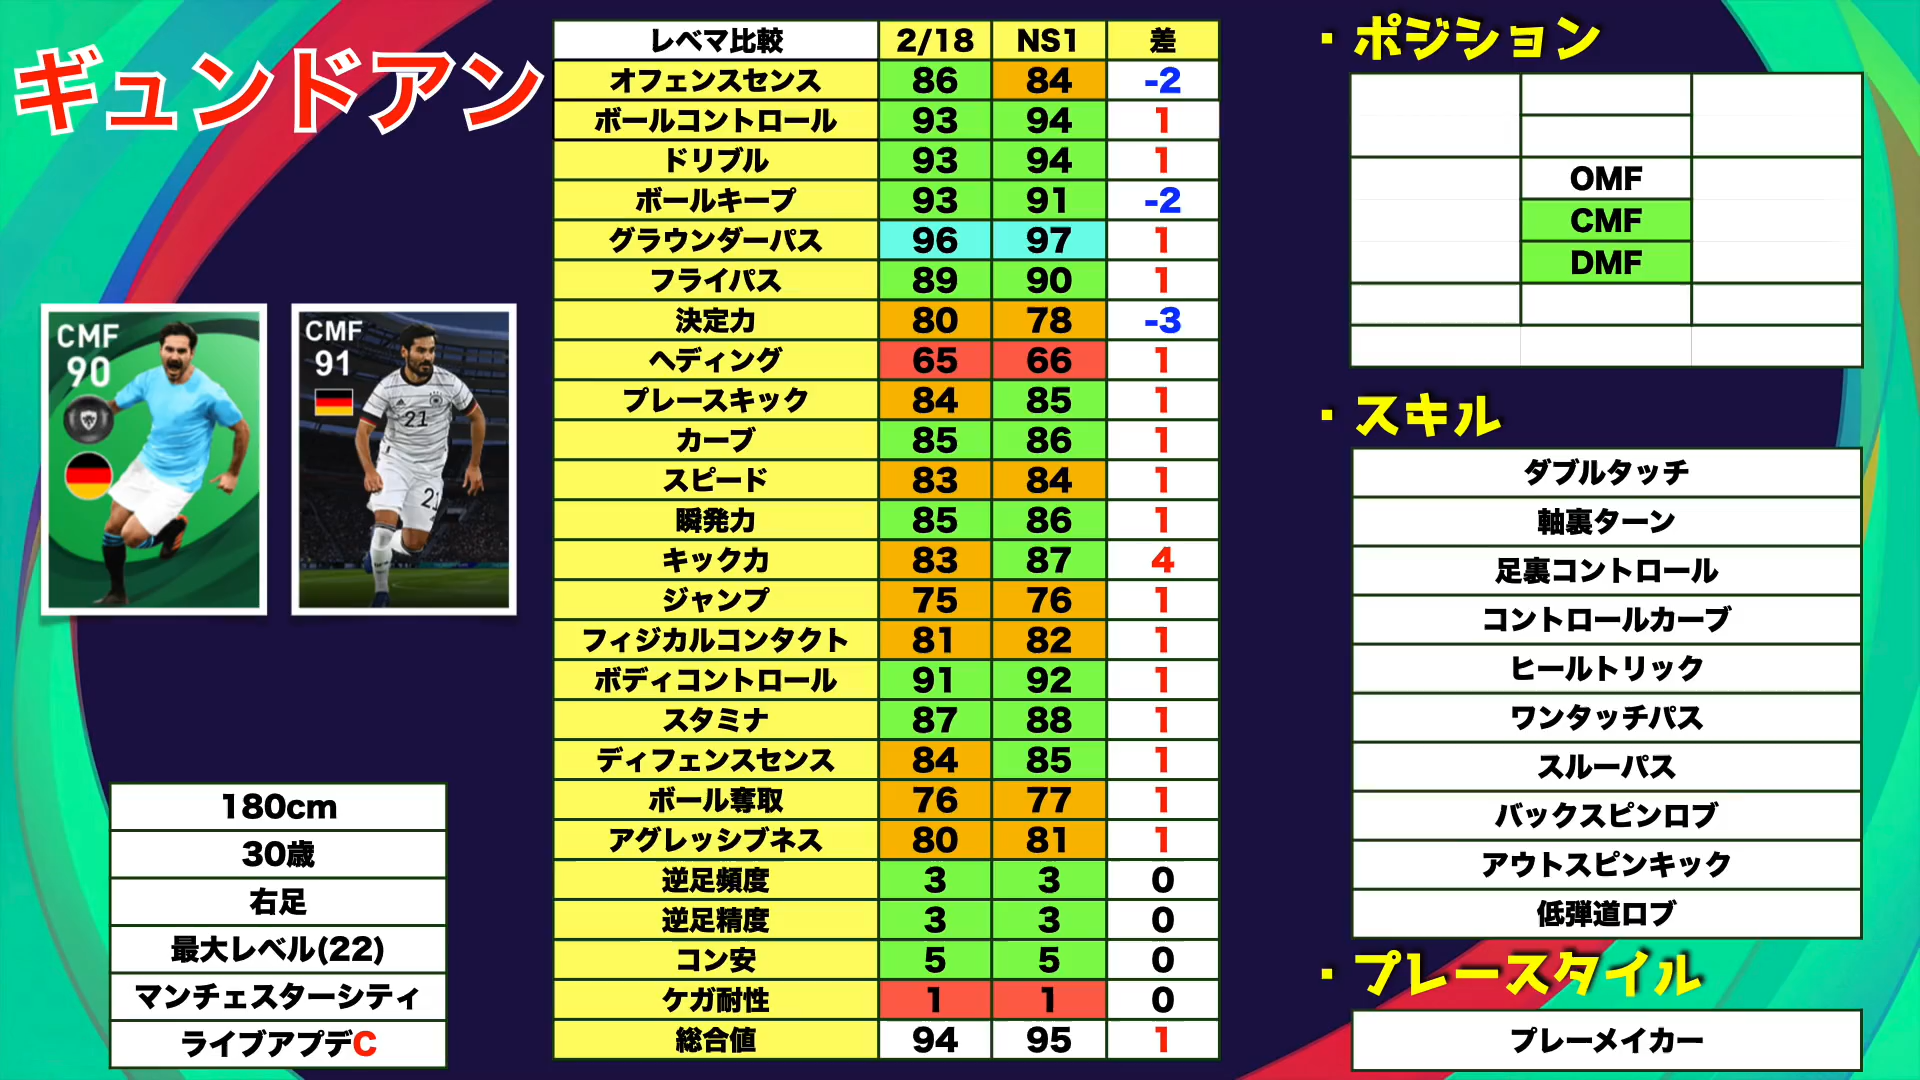 ギュンドアン
CMF
90
CMF
91
21
21
180cm
30歳
右足
最大レベル(22)
マンチェスターシティ
ライブアプデC
レベマ比較 2/18 NS1 差
オフェンスセンス 86 84 -2
ボールコントロール 93 94 1
ドリブル 93 94 1
ボールキープ 93 91 -2
グラウンダーパス 96 97 1
フライパス 89 90 1
決定力 80 78 -3
ヘディング 65 66 1
プレースキック 84 85 1
カーブ 85 86 1
スピード 83 84 1
瞬発力 85 86 1
キック力 83 87 4
ジャンプ 75 76 1
フィジカルコンタクト 81 82 1
ボディコントロール 91 92 1
スタミナ 87 88 1
ディフェンスセンス 84 85 1
ボール奪取 76 77 1
アグレッシブネス 80 81 1
逆足頻度 3 3 0
逆足精度 3 3 0
コン安 5 5 0
ケガ耐性 1 1 0
総合値 94 95 1
・ポジション
OMF
CMF
DMF
・スキル
ダブルタッチ
軸裏ターン
足裏コントロール
コントロールカーブ
ヒールトリック
ワンタッチパス
スルーパス
バックスピンロブ
アウトスピンキック
低弾道ロブ
・プレースタイル
プレーメイカー